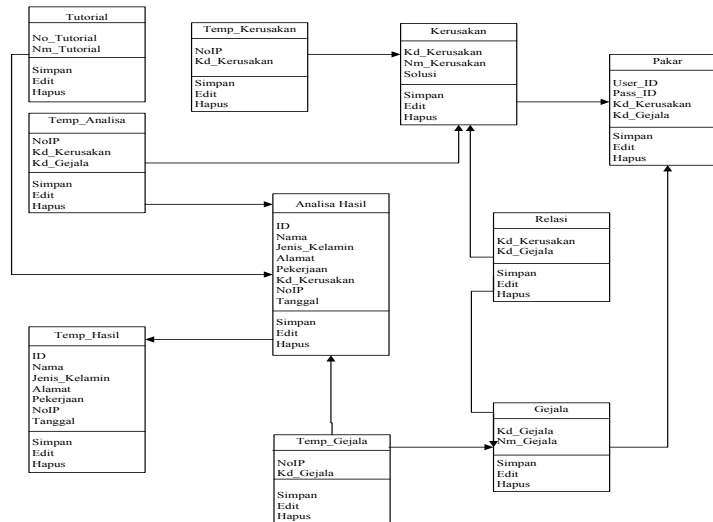 Tutorial
No_Tutorial
Nm_Tutorial
Simpan
Edit
Hapus
Temp_Kerusakan
NoIP
Kd_Kerusakan
Simpan
Edit
Hapus
Kerusakan
Kd_Kerusakan
Nm_Kerusakan
Solusi
Simpan
Edit
Hapus
Pakar
User_ID
Pass_ID
Kd_Kerusakan
Kd_Gejala
Simpan
Edit
Hapus
Temp_Analisa
NoIP
Kd_Kerusakan
Kd_Gejala
Simpan
Edit
Hapus
Analisa Hasil
ID
Nama
Jenis_Kelamin
Alamat
Pekerjaan
Kd_Kerusakan
NoIP
Tanggal
Simpan
Edit
Hapus
Relasi
Kd_Kerusakan
Kd_Gejala
Simpan
Edit
Hapus
Temp_Hasil
ID
Nama
Jenis_Kelamin
Alamat
Pekerjaan
NoIP
Tanggal
Simpan
Edit
Hapus
Temp_Gejala
NoIP
Kd_Gejala
Simpan
Edit
Hapus
Gejala
Kd_Gejala
Nm_Gejala
Simpan
Edit
Hapus